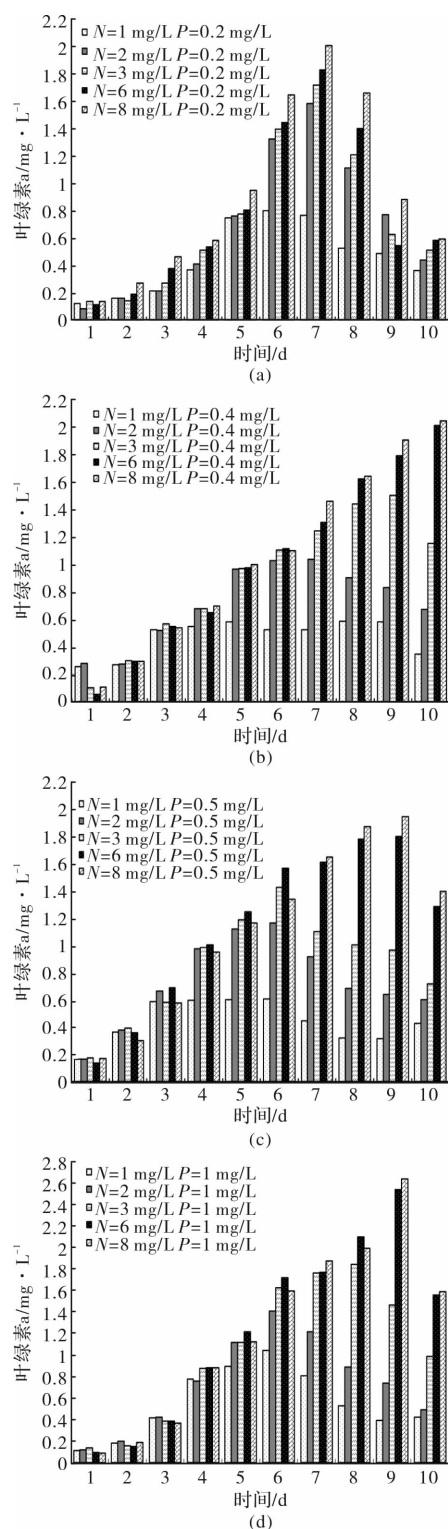 2.2
2
1.8
1.6
1.4
1.2
1
0.8
0.6
0.4
0.2
0
叶绿素a/mg·L⁻¹
N=1 mg/L P=0.2 mg/L
N=2 mg/L P=0.2 mg/L
N=3 mg/L P=0.2 mg/L
N=6 mg/L P=0.2 mg/L
N=8 mg/L P=0.2 mg/L
1 2 3 4 5 6 7 8 9 10
时间/d
(a)
2.2
2
1.8
1.6
1.4
1.2
1
0.8
0.6
0.4
0.2
0
叶绿素a/mg·L⁻¹
N=1 mg/L P=0.4 mg/L
N=2 mg/L P=0.4 mg/L
N=3 mg/L P=0.4 mg/L
N=6 mg/L P=0.4 mg/L
N=8 mg/L P=0.4 mg/L
1 2 3 4 5 6 7 8 9 10
时间/d
(b)
2.2
2
1.8
1.6
1.4
1.2
1
0.8
0.6
0.4
0.2
0
叶绿素a/mg·L⁻¹
N=1 mg/L P=0.5 mg/L
N=2 mg/L P=0.5 mg/L
N=3 mg/L P=0.5 mg/L
N=6 mg/L P=0.5 mg/L
N=8 mg/L P=0.5 mg/L
1 2 3 4 5 6 7 8 9 10
时间/d
(c)
2.8
2.6
2.4
2.2
2
1.8
1.6
1.4
1.2
1
0.8
0.6
0.4
0.2
0
叶绿素a/mg·L⁻¹
N=1 mg/L P=1 mg/L
N=2 mg/L P=1 mg/L
N=3 mg/L P=1 mg/L
N=6 mg/L P=1 mg/L
N=8 mg/L P=1 mg/L
1 2 3 4 5 6 7 8 9 10
时间/d
(d)